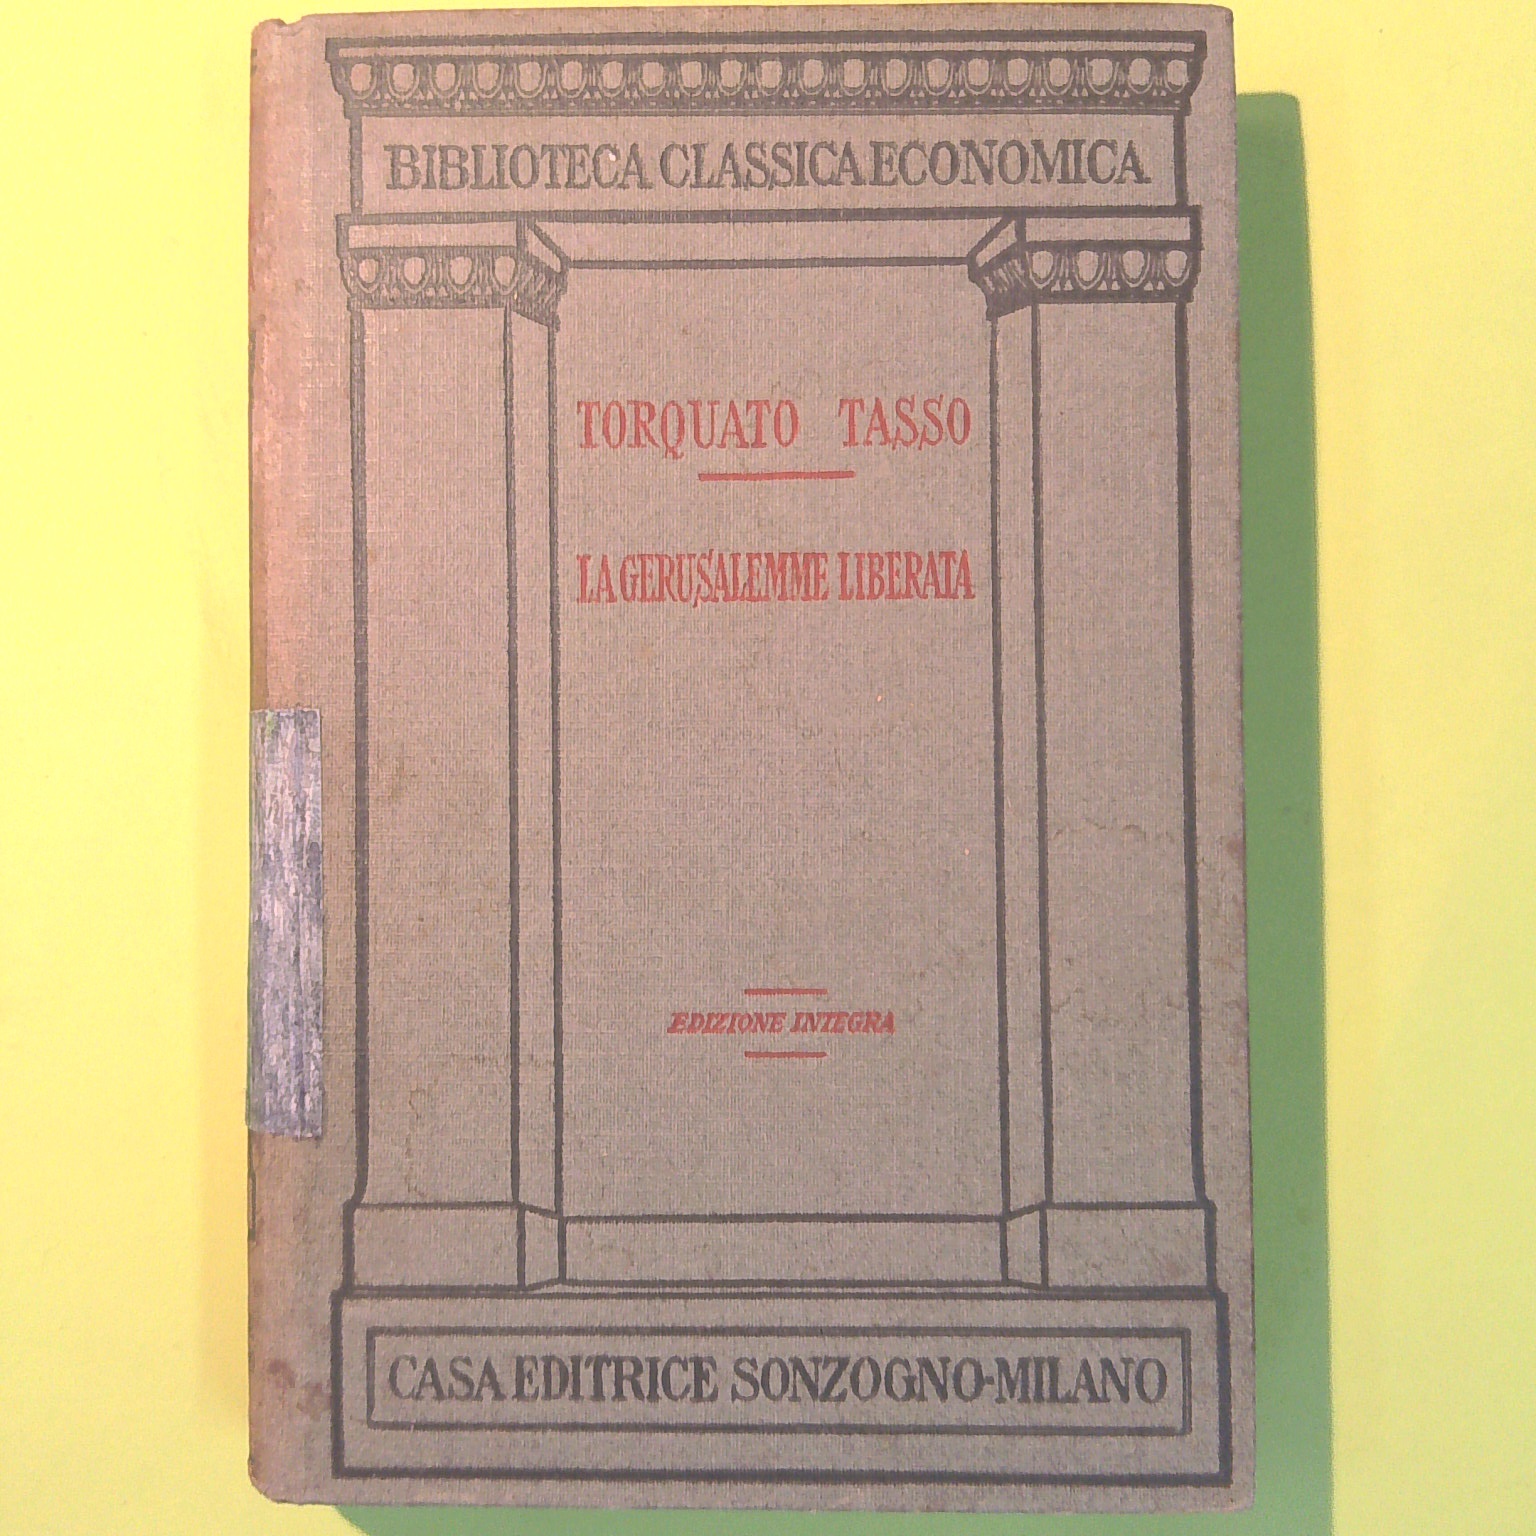 BIBLIOTECA CLASSICA ECONOMICA
TORQUATO TASSO
LA GERUSALEMME LIBERATA
EDIZIONE INTEGRA
CASA EDITRICE SONZOGNO-MILANO